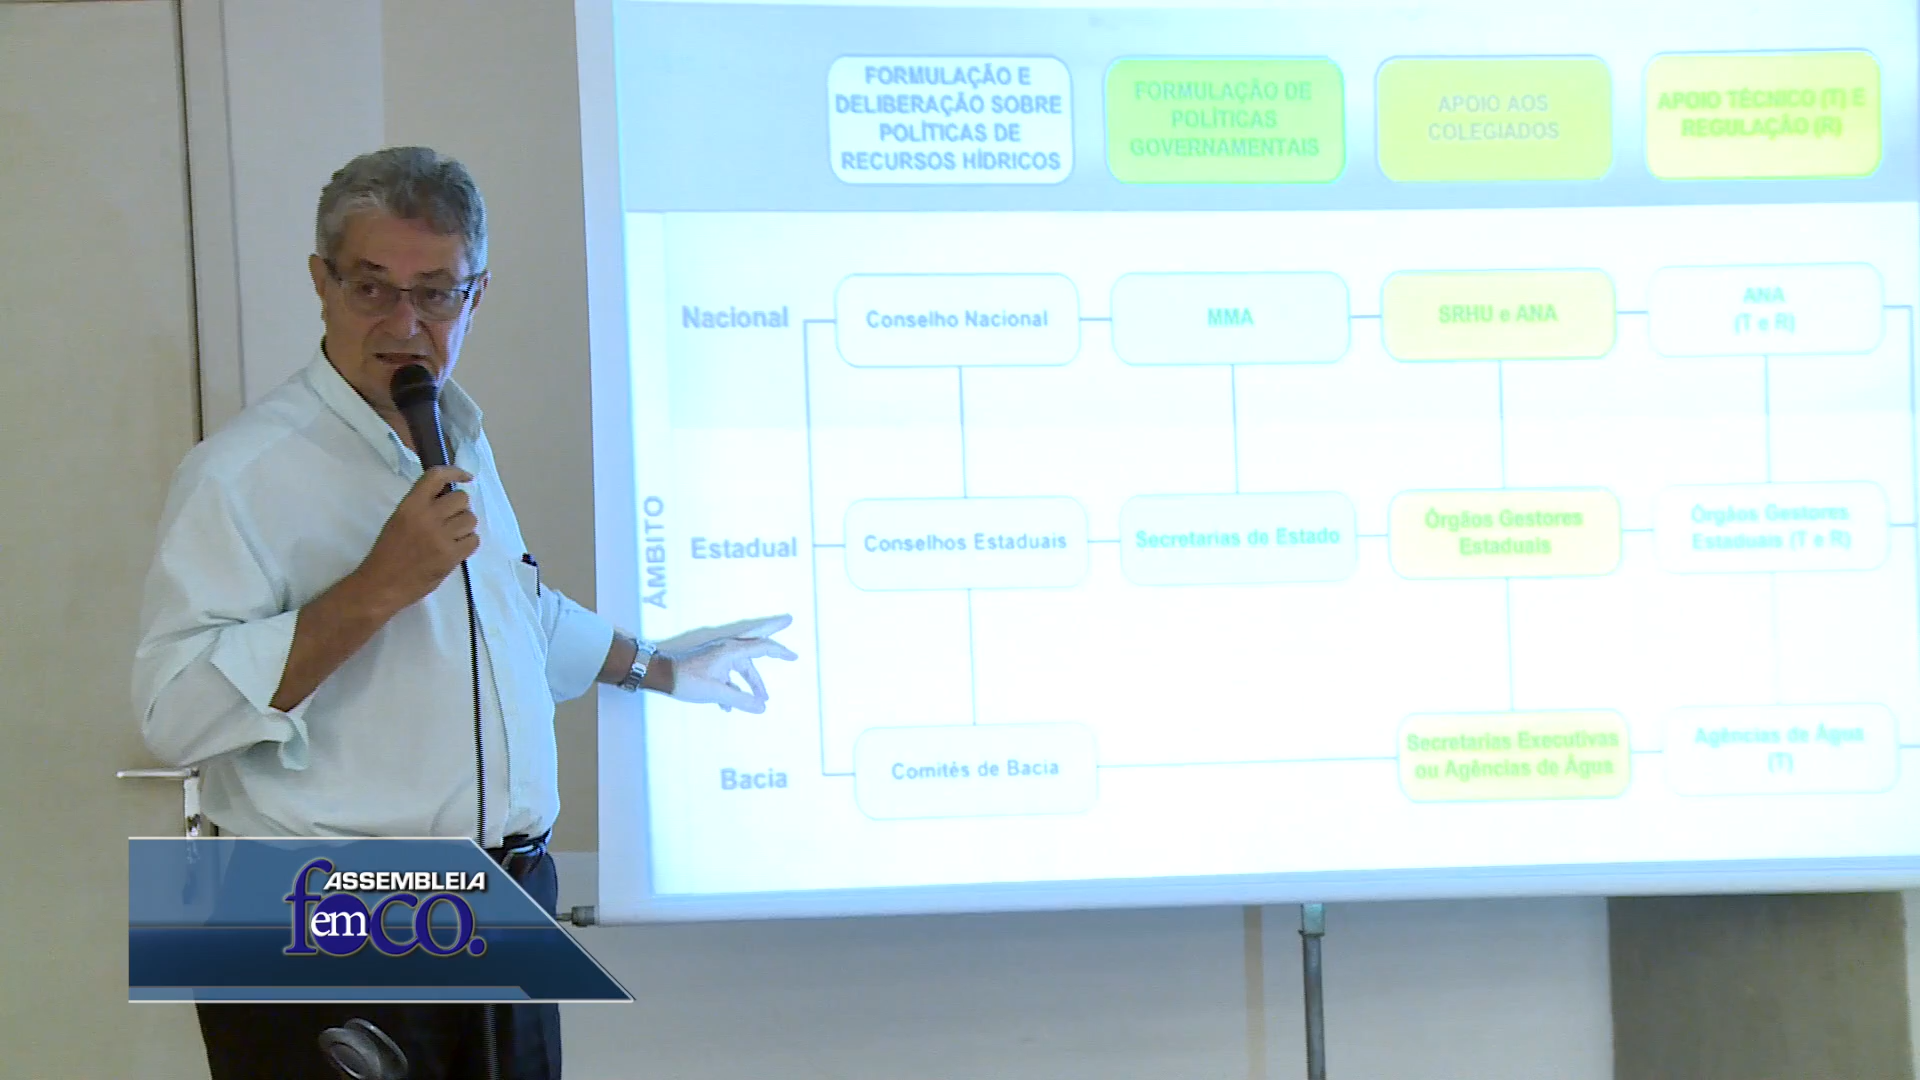 FORMULAÇÃO E
DELIBERAÇÃO SOBRE
POLÍTICAS DE
RECURSOS HÍDRICOS
FORMULAÇÃO DE
POLÍTICAS
GOVERNAMENTAIS
APOIO AOS
COLEGIADOS
APOIO TÉCNICO (T) E
REGULAÇÃO (R)
ÂMBITO
Nacional
Conselho Nacional
MMA
SRHU e ANA
ANA
(T e R)
Estadual
Conselhos Estaduais
Secretarias de Estado
Órgãos Gestores
Estaduais
Órgãos Gestores
Estaduais (T e R)
Bacia
Comitês de Bacia
Secretarias Executivas
ou Agências de Água
Agências de Água
(T)
ASSEMBLEIA
em
foco.